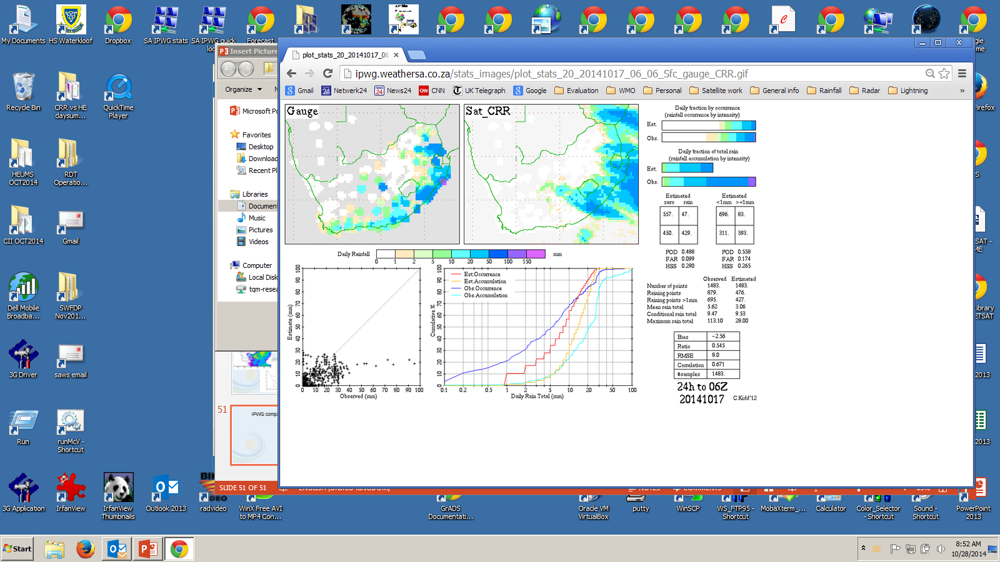 My Documents
HS Waterkloof
Dropbox
SA IPWG stats
SA IPWG quick
Forecast
Recycle Bin
CRR vs HE
daysum...
QuickTime
Player
HEUMS
OCT2014
RDT
Operatio...
CII OCT2014
Gmail
Dell Mobile
Broadba...
SWFDP
Nov201...
3G Driver
saws email
Run
runMcV -
Shortcut
3G Application
IrfanView
IrfanView
Thumbnails
Outlook 2013
radvideo
WinX Free AVI
to MP4 Con...
GrADS
Documentati...
Oracle VM
VirtualBox
putty
WinSCP
WS_FTP95 -
Shortcut
MobaXterm_...
Calculator
Color_Selector
- Shortcut
Sound -
Shortcut
PowerPoint
2013
Insert Picture
Organize
Microsoft Po
Favorites
Desktop
Download
Recent Pl
Libraries
Document
Music
Pictures
Videos
Computer
Local Disk
tqm-resea
51
IPWG compa
SLIDE 51 OF 51
plot_stats_20_20141017_06
ipwg.weathersa.co.za/stats_images/plot_stats_20_20141017_06_06_Sfc_gauge_CRR.gif
Gmail
Netwerk24
News24
CNN
UK Telegraph
Google
Evaluation
WMO
Personal
Satellite work
General info
Rainfall
Radar
Lightning
»
Gauge
Sat_CRR
Daily Rainfall
0 1 2 5 10 20 50 100 150
mm
Daily fraction by occurrence
(rainfall occurrence by intensity)
Est.
Obs.
Daily fraction of total rain
(rainfall accumulation by intensity)
Est.
Obs.
Estimated
zero rain
557. 47.
450. 429.
POD 0.488
FAR 0.099
HSS 0.290
Estimated
<1mm >=1mm
696. 83.
311. 393.
POD 0.558
FAR 0.174
HSS 0.265
Observed Estimated
Number of points 1483. 1483.
Raining points 879. 476.
Raining points >1mm 695. 427.
Mean rain total 5.62 3.06
Conditional rain total 9.47 9.53
Maximum rain total 113.10 28.00
Bias -2.56
Ratio 0.545
RMSE 8.0
Correlation 0.671
#samples 1483.
24h to 06Z
20141017
C.Kidd'12
Estimate (mm)
0 10 20 30 40 50 60 70 80 90 100
0 10 20 30 40 50 60 70 80 90 100
Observed (mm)
Cumulative %
0 10 20 30 40 50 60 70 80 90 100
Est.Occurrence
Est.Accumulation
Obs.Occurrence
Obs.Accumulation
0.1 0.2 0.5 1 2 5 10 20 50 100
Daily Rain Total (mm)
Start
8:52 AM
10/28/2014